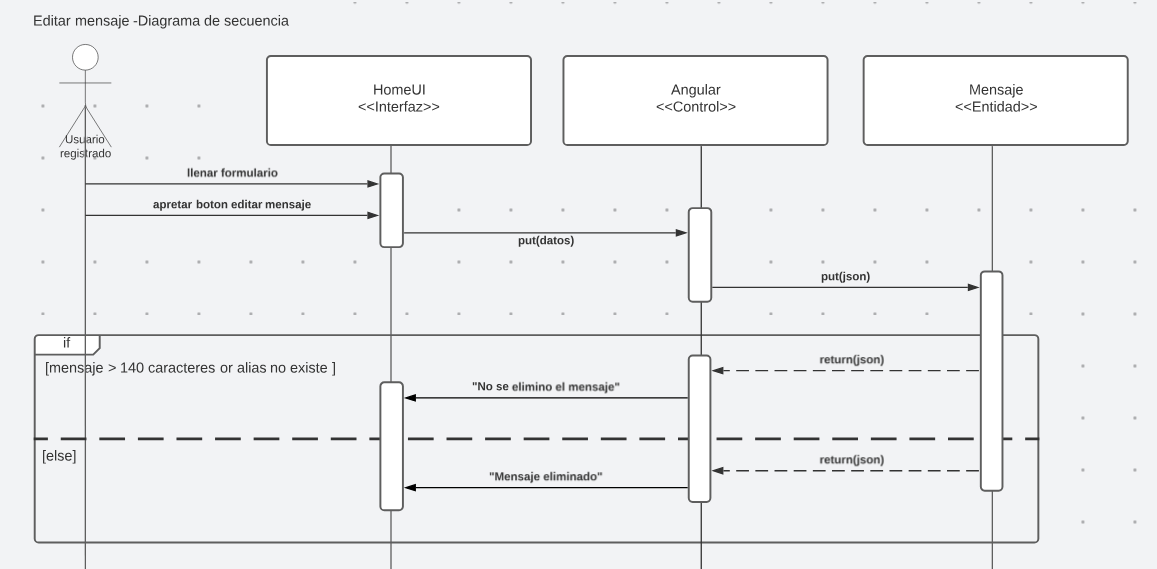 Editar mensaje -Diagrama de secuencia
HomeUI
<<Interfaz>>
Angular
<<Control>>
Mensaje
<<Entidad>>
Usuario
registrado
llenar formulario
apretar boton editar mensaje
put(datos)
put(json)
if
[mensaje > 140 caracteres or alias no existe ]
return(json)
"No se elimino el mensaje"
[else]
return(json)
"Mensaje eliminado"